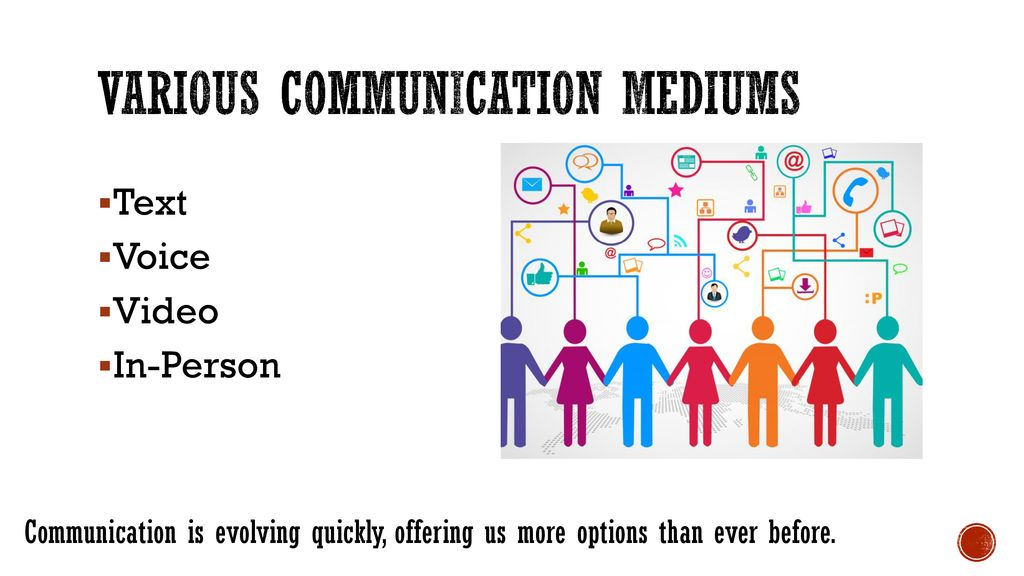 VARIOUS COMMUNICATION MEDIUMS
Text
Voice
Video
In-Person
@
@
:P
Communication is evolving quickly, offering us more options than ever before.